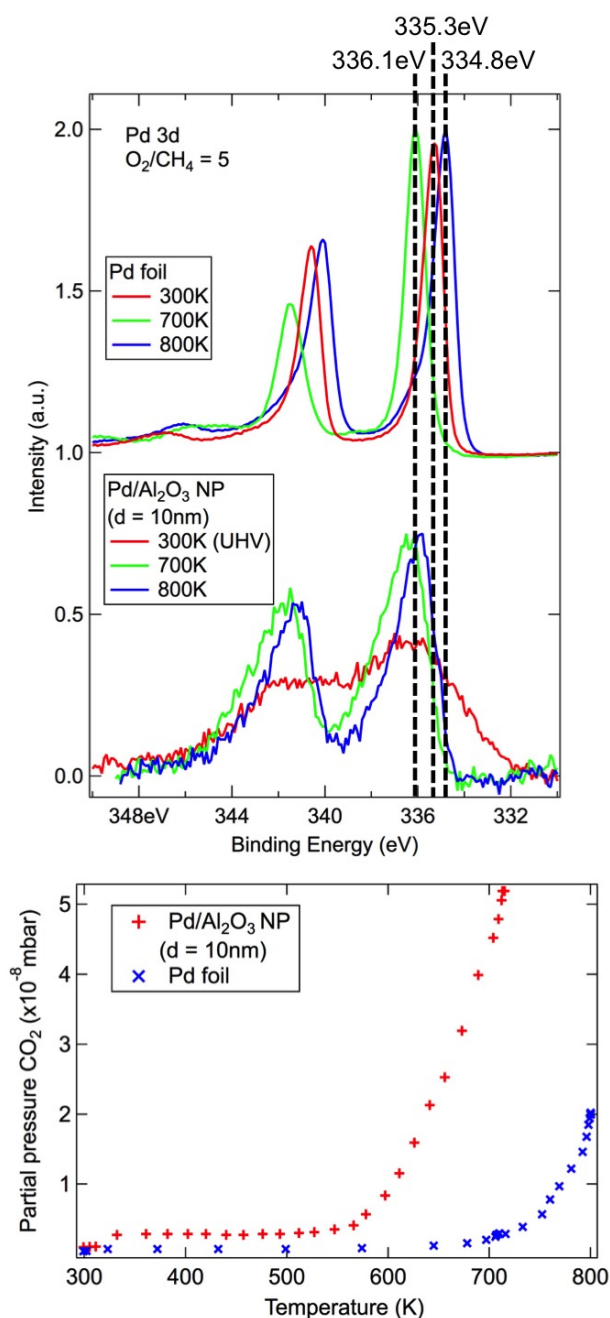 335.3eV
336.1eV 334.8eV
Pd 3d
O₂/CH₄ = 5
Pd foil
300K
700K
800K
Pd/Al₂O₃ NP
(d = 10nm)
300K (UHV)
700K
800K
2.0
1.5
1.0
0.5
0.0
Intensity (a.u.)
348eV 344 340 336 332
Binding Energy (eV)
Pd/Al₂O₃ NP
(d = 10nm)
Pd foil
5
4
3
2
1
Partial pressure CO₂ (x10⁻⁸ mbar)
300 400 500 600 700 800
Temperature (K)